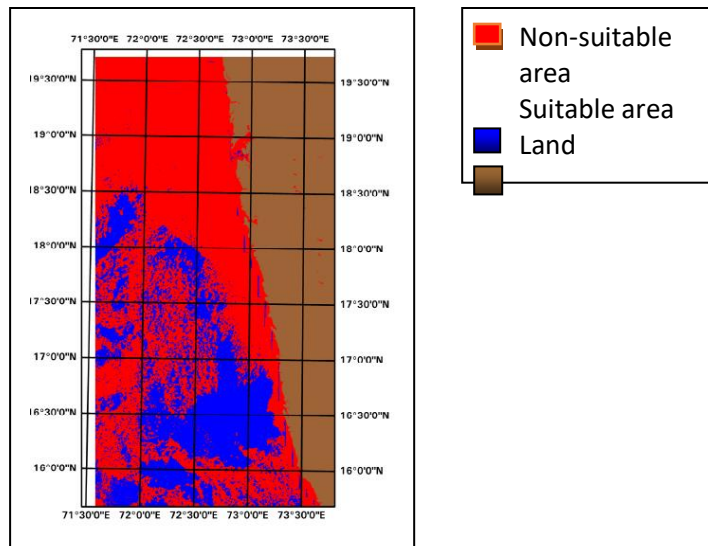 71°30'0"E 72°0'0"E 72°30'0"E 73°0'0"E 73°30'0"E
19°30'0"N 19°30'0"N
19°0'0"N 19°0'0"N
18°30'0"N 18°30'0"N
18°0'0"N 18°0'0"N
17°30'0"N 17°30'0"N
17°0'0"N 17°0'0"N
16°30'0"N 16°30'0"N
16°0'0"N 16°0'0"N
71°30'0"E 72°0'0"E 72°30'0"E 73°0'0"E 73°30'0"E
Non-suitable
area
Suitable area
Land